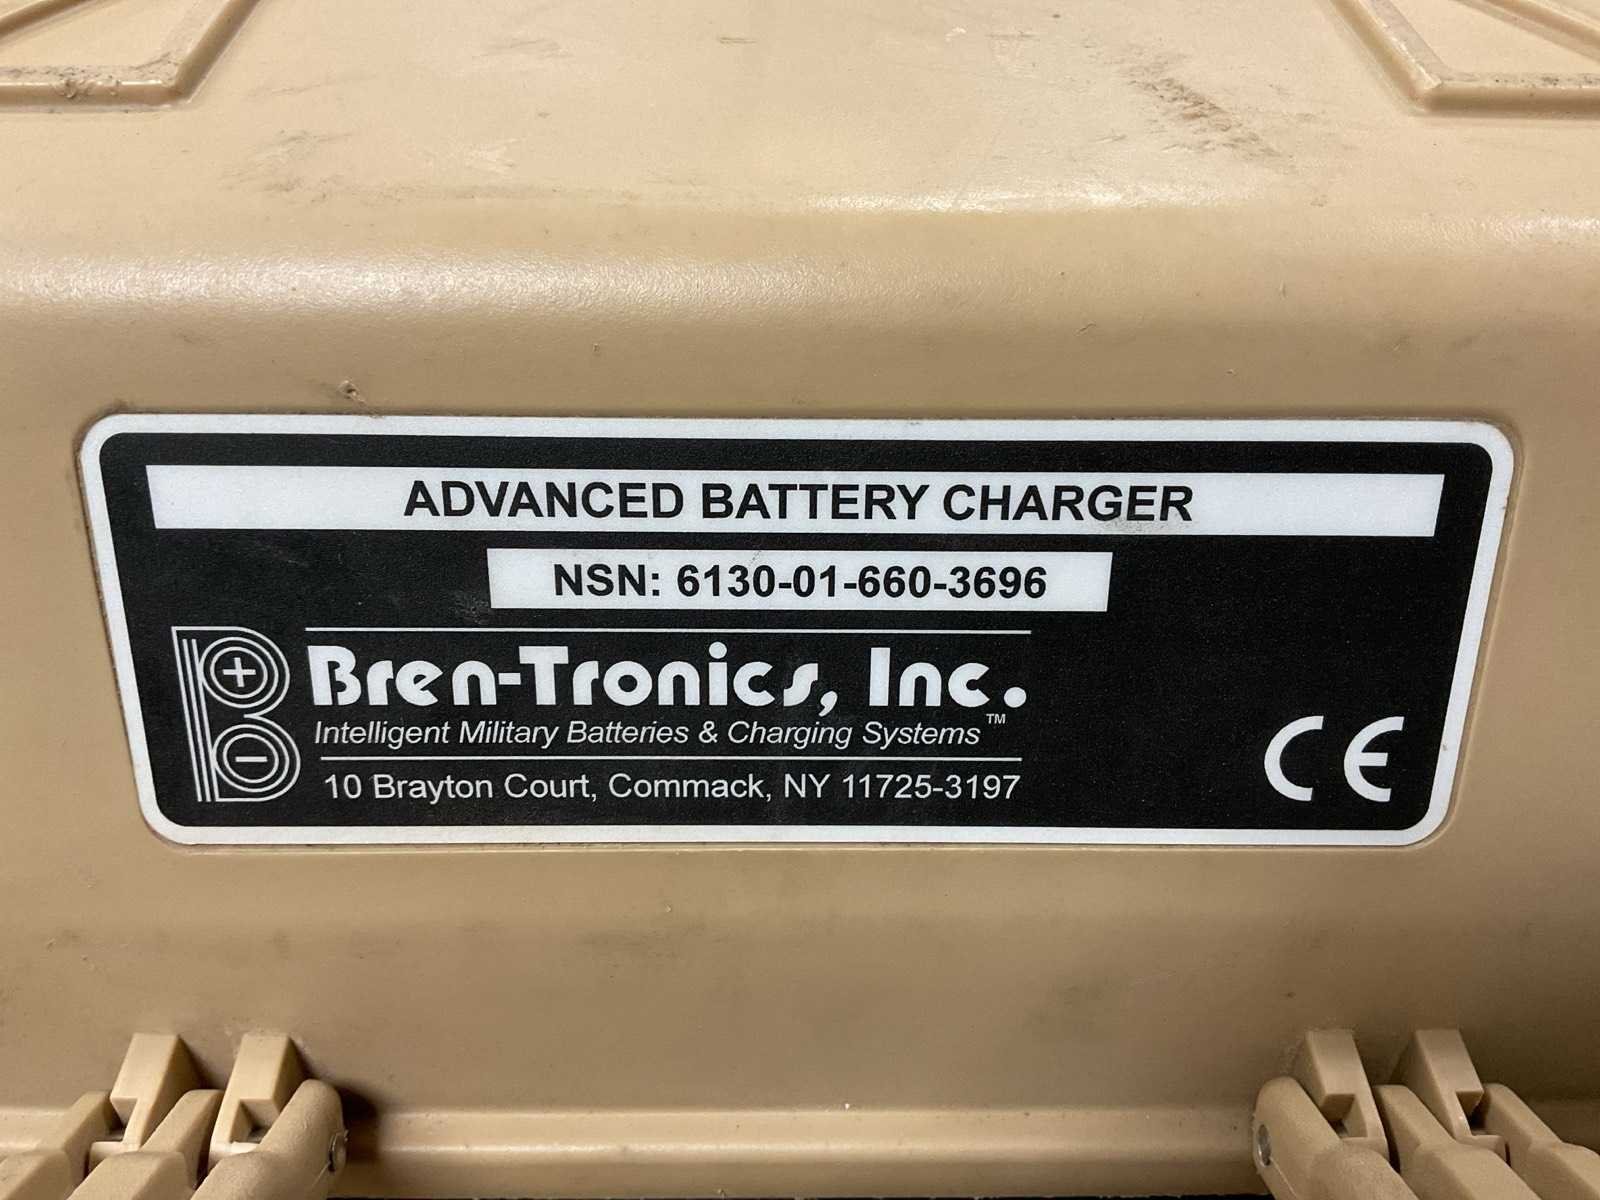 ADVANCED BATTERY CHARGER
NSN: 6130-01-660-3696
Bren-Tronics, Inc.
Intelligent Military Batteries & Charging Systems™
10 Brayton Court, Commack, NY 11725-3197
CE